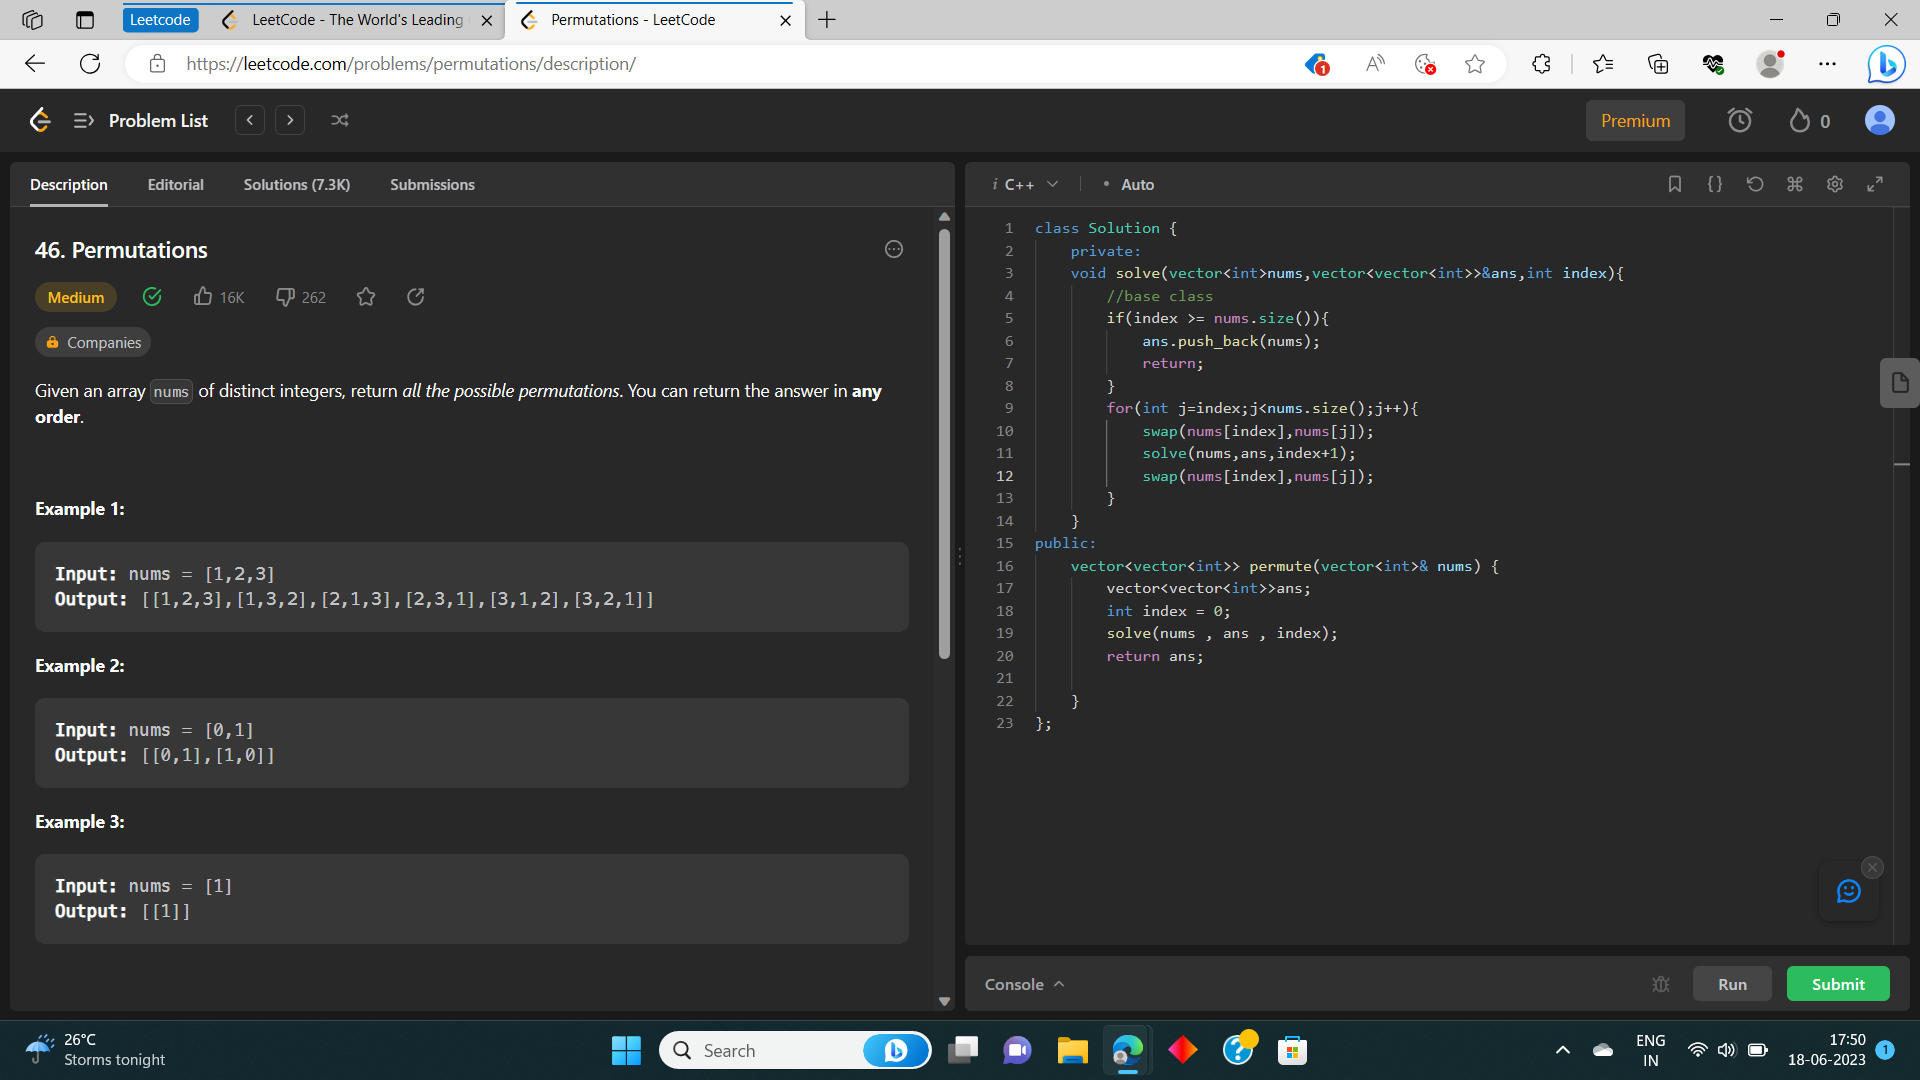 Leetcode
LeetCode - The World's Leading
Permutations - LeetCode
https://leetcode.com/problems/permutations/description/
1
Problem List
Premium
0
Description
Editorial
Solutions (7.3K)
Submissions
46. Permutations
Medium
16K
262
Companies
Given an array nums of distinct integers, return all the possible permutations. You can return the answer in any
order.
Example 1:
Input: nums = [1,2,3]
Output: [[1,2,3],[1,3,2],[2,1,3],[2,3,1],[3,1,2],[3,2,1]]
Example 2:
Input: nums = [0,1]
Output: [[0,1],[1,0]]
Example 3:
Input: nums = [1]
Output: [[1]]
i C++
• Auto
1 class Solution {
2 private:
3 void solve(vector<int>nums,vector<vector<int>>&ans,int index){
4 //base class
5 if(index >= nums.size()){
6 ans.push_back(nums);
7 return;
8 }
9 for(int j=index;j<nums.size();j++){
10 swap(nums[index],nums[j]);
11 solve(nums,ans,index+1);
12 swap(nums[index],nums[j]);
13 }
14 }
15 public:
16 vector<vector<int>> permute(vector<int>& nums) {
17 vector<vector<int>>ans;
18 int index = 0;
19 solve(nums , ans , index);
20 return ans;
21
22 }
23 };
Console
Run
Submit
26°C
Storms tonight
Search
ENG
IN
17:50
18-06-2023
1